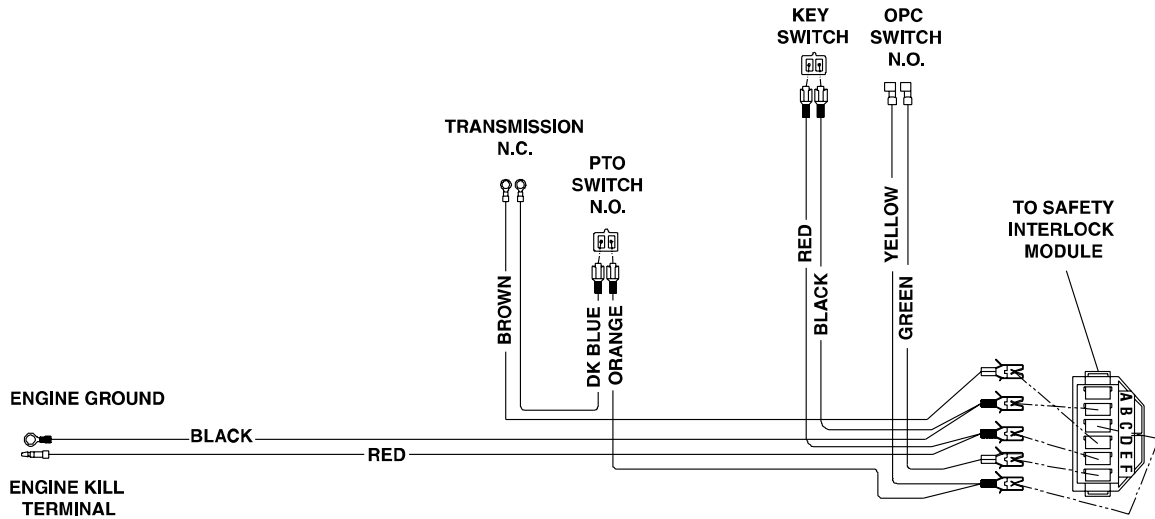 KEY
SWITCH
OPC
SWITCH
N.O.
TRANSMISSION
N.C.
PTO
SWITCH
N.O.
TO SAFETY
INTERLOCK
MODULE
RED
BLACK
YELLOW
GREEN
BROWN
DK BLUE
ORANGE
A
B
C
D
E
F
ENGINE GROUND
BLACK
RED
ENGINE KILL
TERMINAL